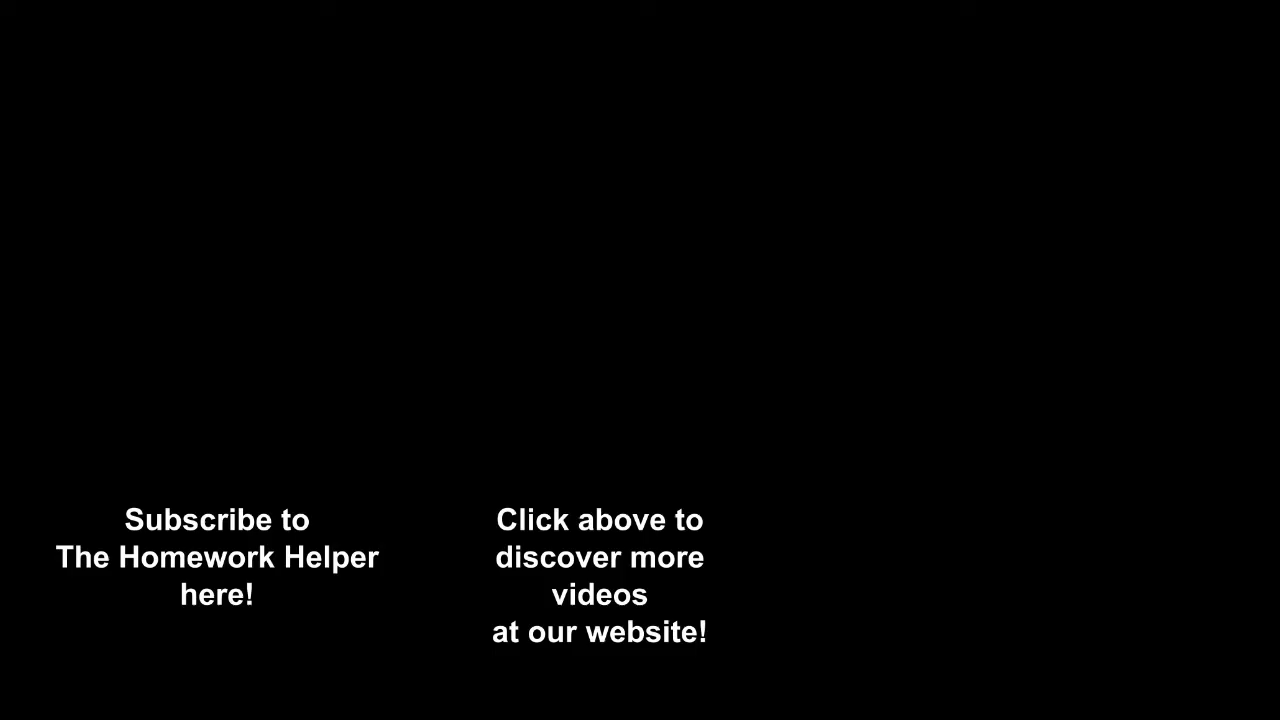 Subscribe to
The Homework Helper
here!
Click above to
discover more
videos
at our website!